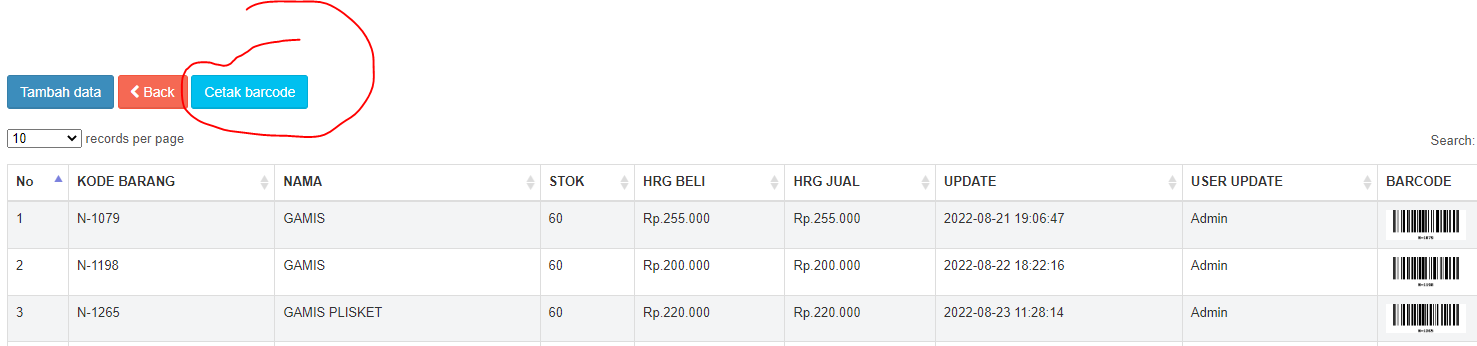 Tambah data Back Cetak barcode
10 records per page Search:
No KODE BARANG NAMA STOK HRG BELI HRG JUAL UPDATE USER UPDATE BARCODE
1 N-1079 GAMIS 60 Rp.255.000 Rp.255.000 2022-08-21 19:06:47 Admin
2 N-1198 GAMIS 60 Rp.200.000 Rp.200.000 2022-08-22 18:22:16 Admin
3 N-1265 GAMIS PLISKET 60 Rp.220.000 Rp.220.000 2022-08-23 11:28:14 Admin